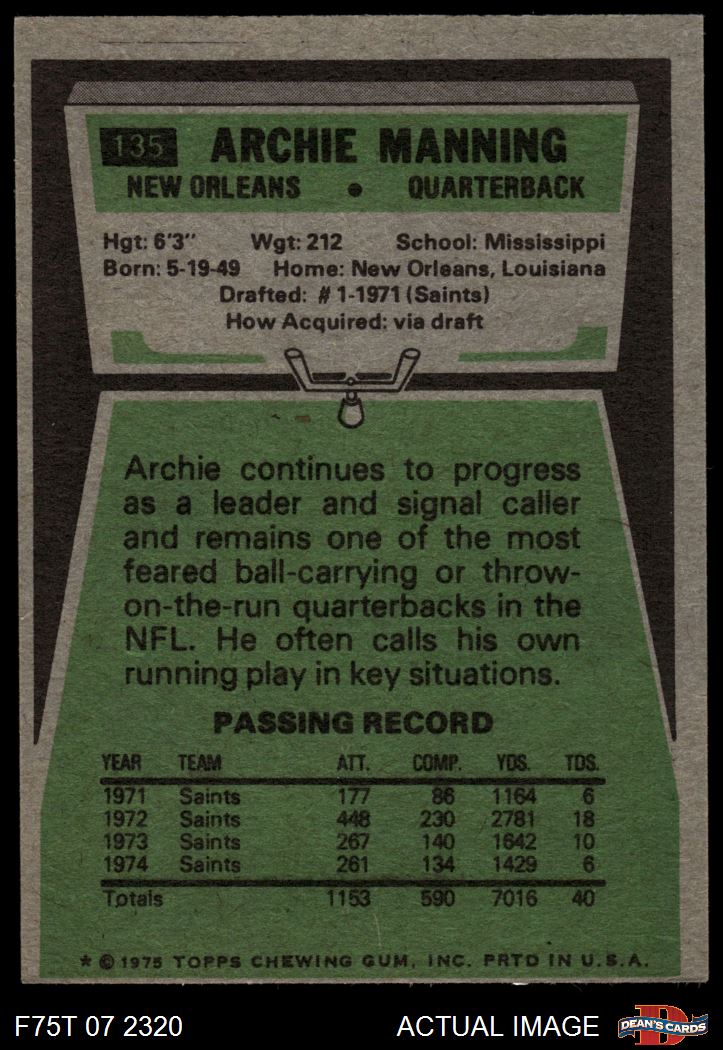 135 ARCHIE MANNING
NEW ORLEANS • QUARTERBACK
Hgt: 6'3" Wgt: 212 School: Mississippi
Born: 5-19-49 Home: New Orleans, Louisiana
Drafted: #1-1971 (Saints)
How Acquired: via draft
Archie continues to progress
as a leader and signal caller
and remains one of the most
feared ball-carrying or throw-
on-the-run quarterbacks in the
NFL. He often calls his own
running play in key situations.
PASSING RECORD
YEAR TEAM ATT. COMP. YDS. TDS.
1971 Saints 177 86 1164 6
1972 Saints 448 230 2781 18
1973 Saints 267 140 1642 10
1974 Saints 261 134 1429 6
Totals 1153 590 7016 40
* © 1975 TOPPS CHEWING GUM, INC. PRTD IN U.S.A.
F75T 07 2320 ACTUAL IMAGE DEAN'S CARDS